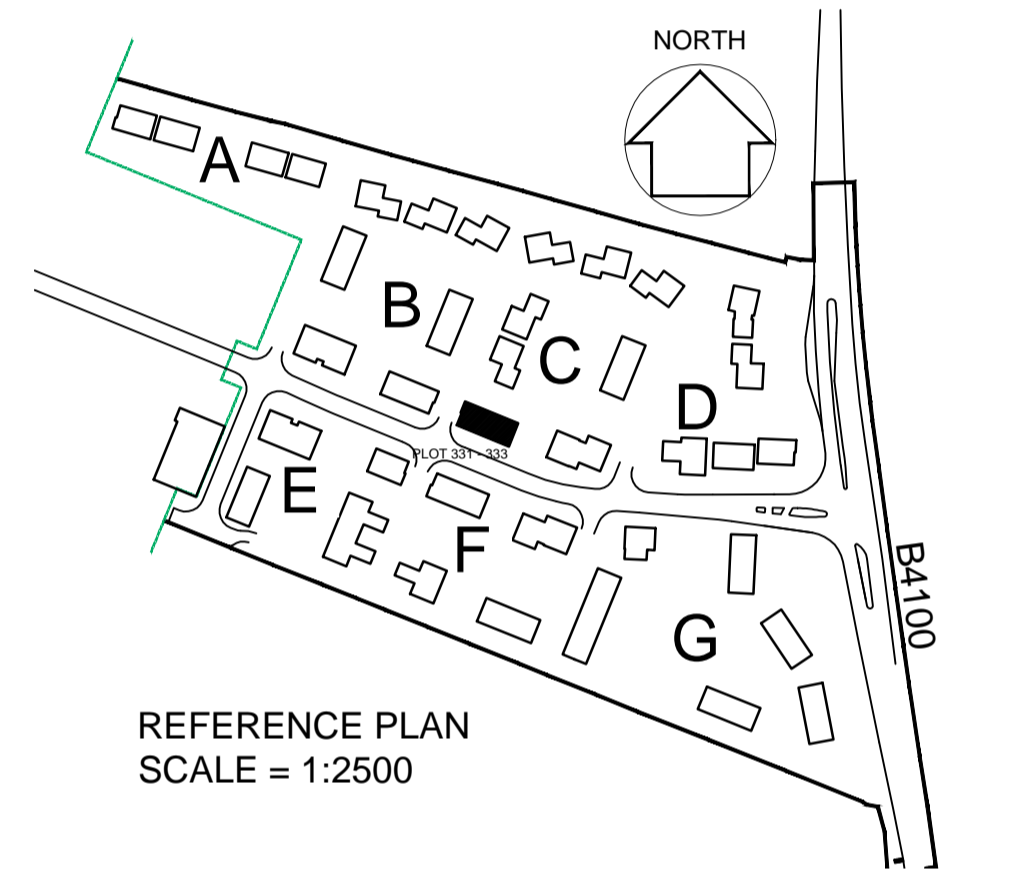 NORTH
A
B
C
D
PLOT 331 - 333
E
F
B4100
G
REFERENCE PLAN
SCALE = 1:2500